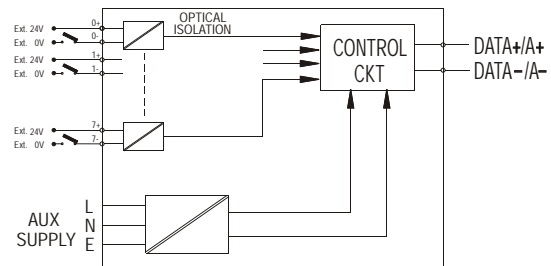 OPTICAL
ISOLATION
Ext. 24V 0+
Ext. 0V 0-
Ext. 24V 1+
Ext. 0V 1-
CONTROL
CKT
DATA+/A+
DATA-/A-
Ext. 24V 7+
Ext. 0V 7-
AUX
SUPPLY
L
N
E